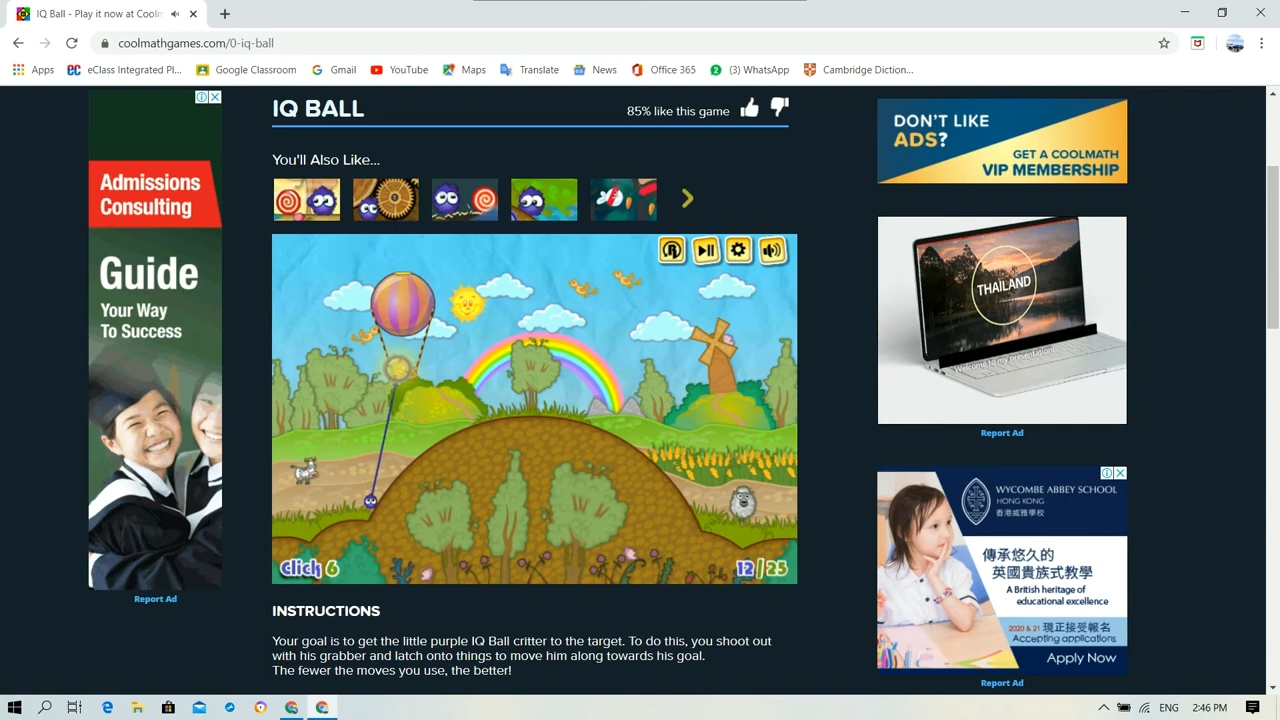 IQ Ball - Play it now at Coolm
coolmathgames.com/0-iq-ball
Apps
eClass Integrated Pl...
Google Classroom
Gmail
YouTube
Maps
Translate
News
Office 365
(3) WhatsApp
Cambridge Diction...
IQ BALL
85% like this game
You'll Also Like...
Admissions
Consulting
Guide
Your Way
To Success
Report Ad
Click 6
12/25
INSTRUCTIONS
Your goal is to get the little purple IQ Ball critter to the target. To do this, you shoot out
with his grabber and latch onto things to move him along towards his goal.
The fewer the moves you use, the better!
DON'T LIKE
ADS?
GET A COOLMATH
VIP MEMBERSHIP
THAILAND
Welcome to my presentation!
Report Ad
WYCOMBE ABBEY SCHOOL
HONG KONG
香港威雅學校
傳承悠久的
英國貴族式教學
A British heritage of
educational excellence
2020 & 21 現正接受報名
Accepting applications
Apply Now
Report Ad
ENG
2:46 PM